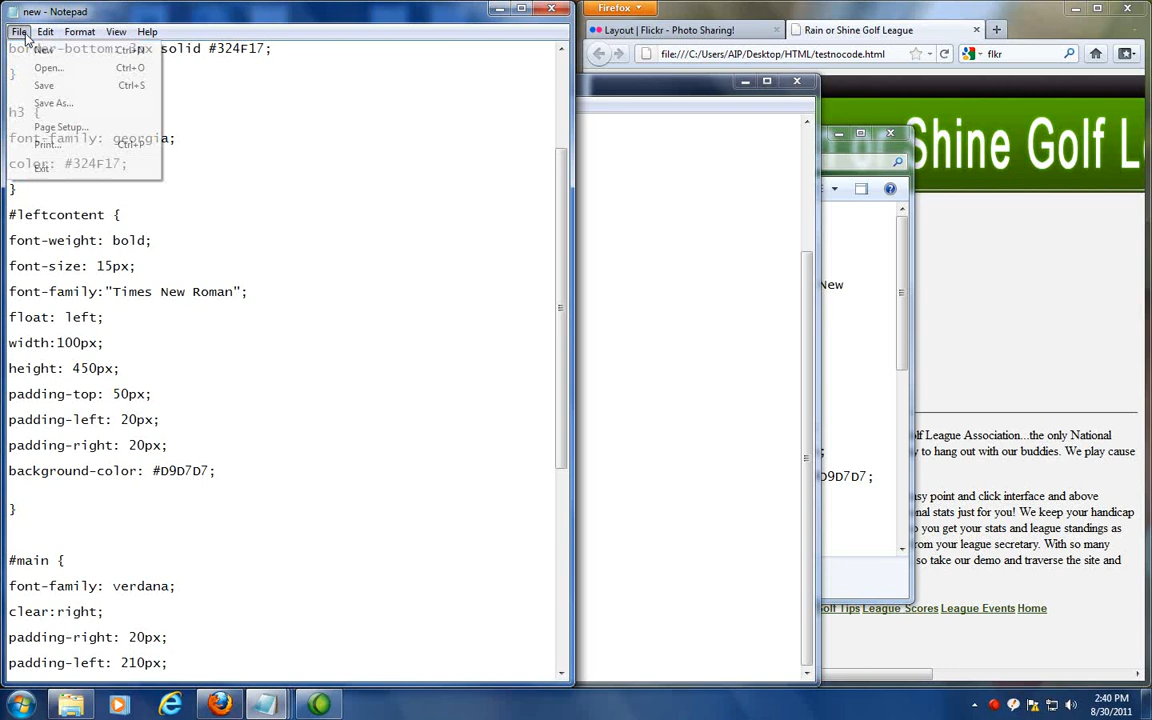 new - Notepad
File Edit Format View Help
New Ctrl+N
Open... Ctrl+O
Save Ctrl+S
Save As...
Page Setup...
Print... Ctrl+P
Exit
border-bottom: 2px solid #324F17;
}
h3 {
font-family: georgia;
color: #324F17;
}
#leftcontent {
font-weight: bold;
font-size: 15px;
font-family:"Times New Roman";
float: left;
width:100px;
height: 450px;
padding-top: 50px;
padding-left: 20px;
padding-right: 20px;
background-color: #D9D7D7;
}
#main {
font-family: verdana;
clear:right;
padding-right: 20px;
padding-left: 210px;
New
;
D9D7;
Firefox
Layout | Flickr - Photo Sharing!
Rain or Shine Golf League
file:///C:/Users/AIP/Desktop/HTML/testnocode.html
flkr
or Shine Golf L
lf League Association...the only National
y to hang out with our buddies. We play cause
asy point and click interface and above
nal stats just for you! We keep your handicap
p you get your stats and league standings as
rom your league secretary. With so many
so take our demo and traverse the site and
Golf Tips League Scores League Events Home
2:40 PM
8/30/2011